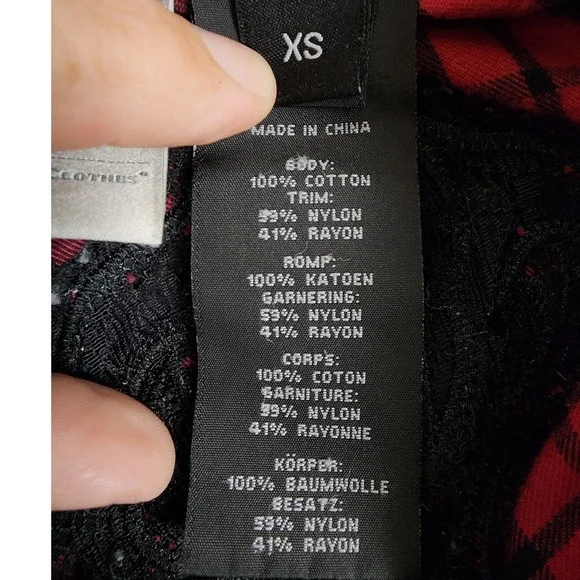 XS
CLOTHES®
MADE IN CHINA
BODY:
100% COTTON
TRIM:
59% NYLON
41% RAYON
ROMP:
100% KATOEN
GARNERING:
59% NYLON
41% RAYON
CORPS:
100% COTON
GARNITURE:
59% NYLON
41% RAYONNE
KÖRPER:
100% BAUMWOLLE
BESATZ:
59% NYLON
41% RAYON